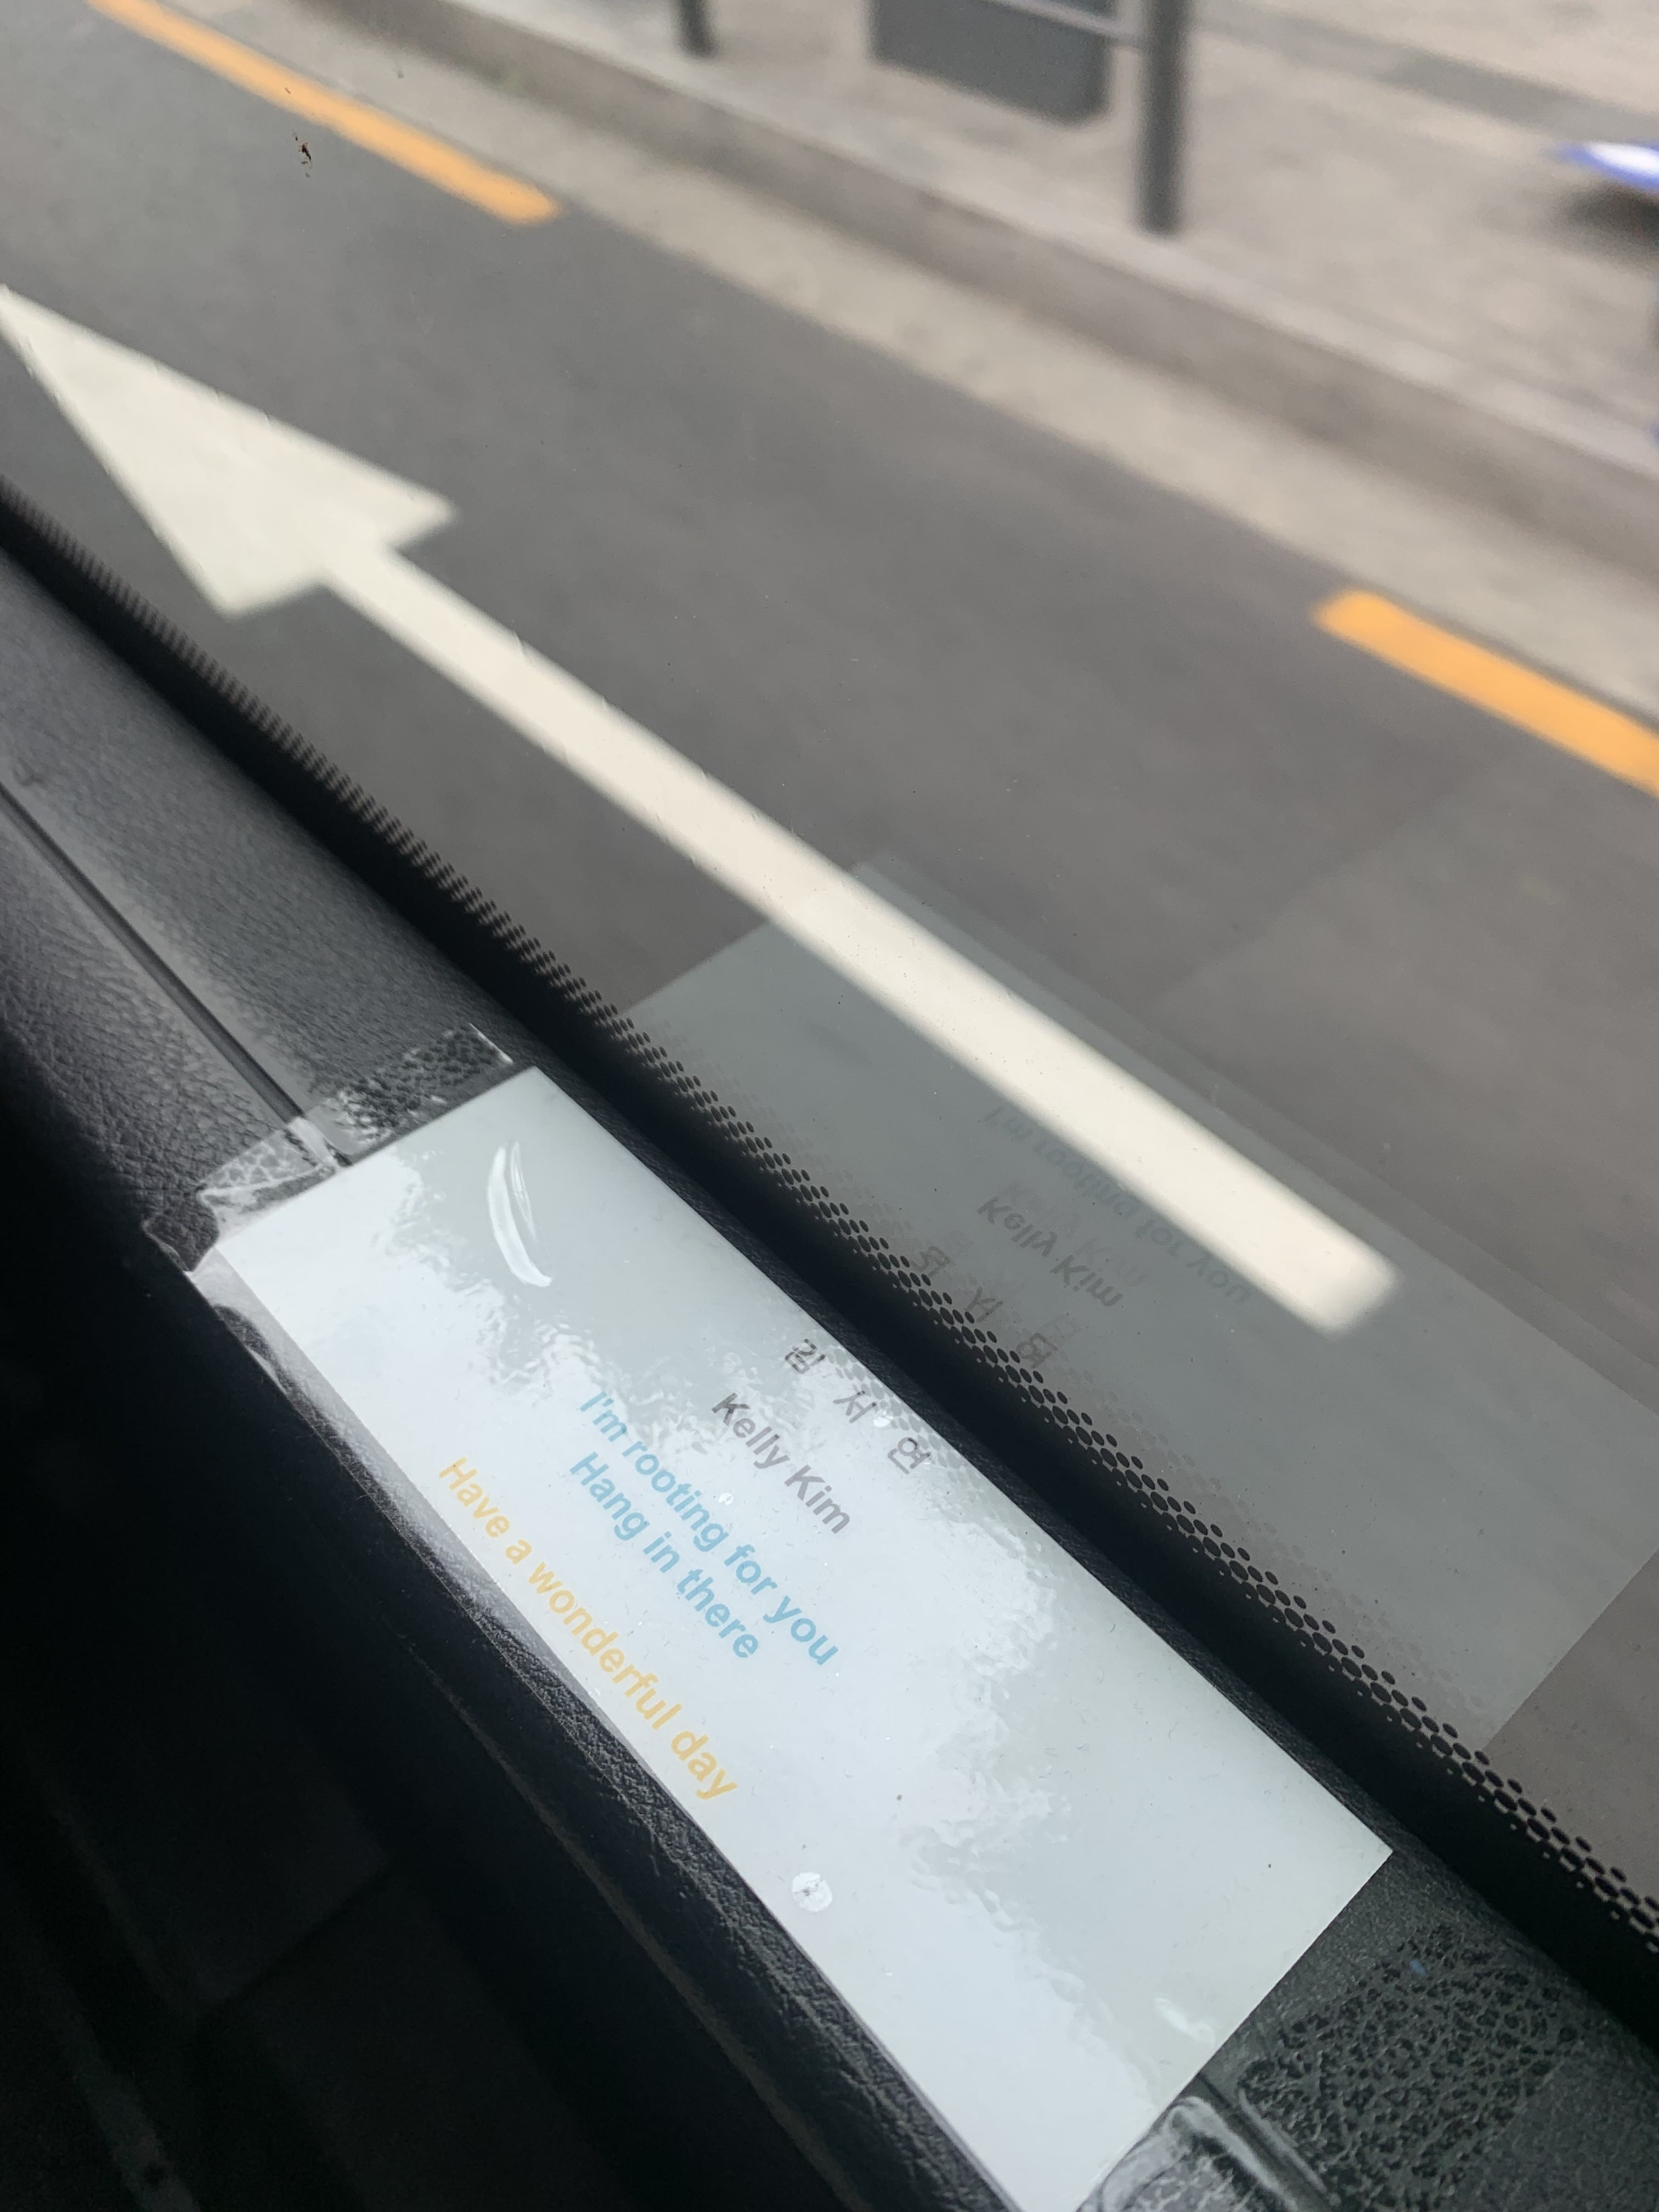 김 서 연
Kelly Kim
I'm rooting for you
Hang in there
Have a wonderful day